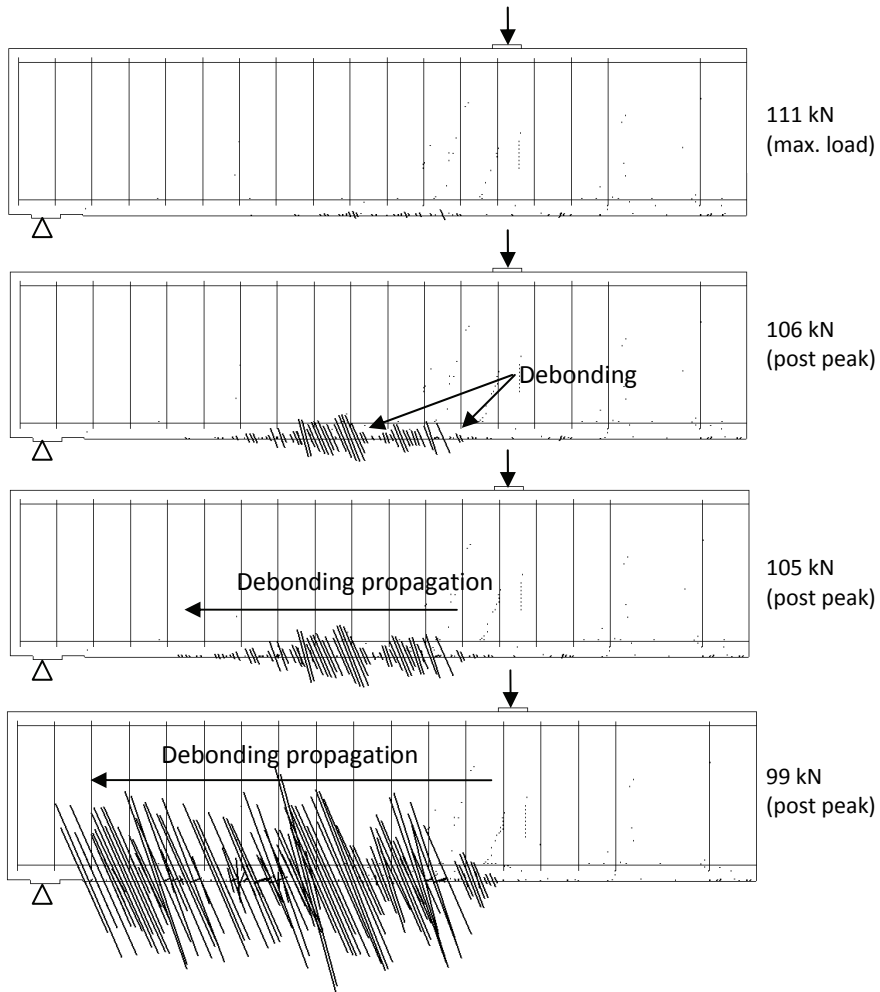 111 kN
(max. load)
106 kN
(post peak)
Debonding
105 kN
(post peak)
Debonding propagation
99 kN
(post peak)
Debonding propagation